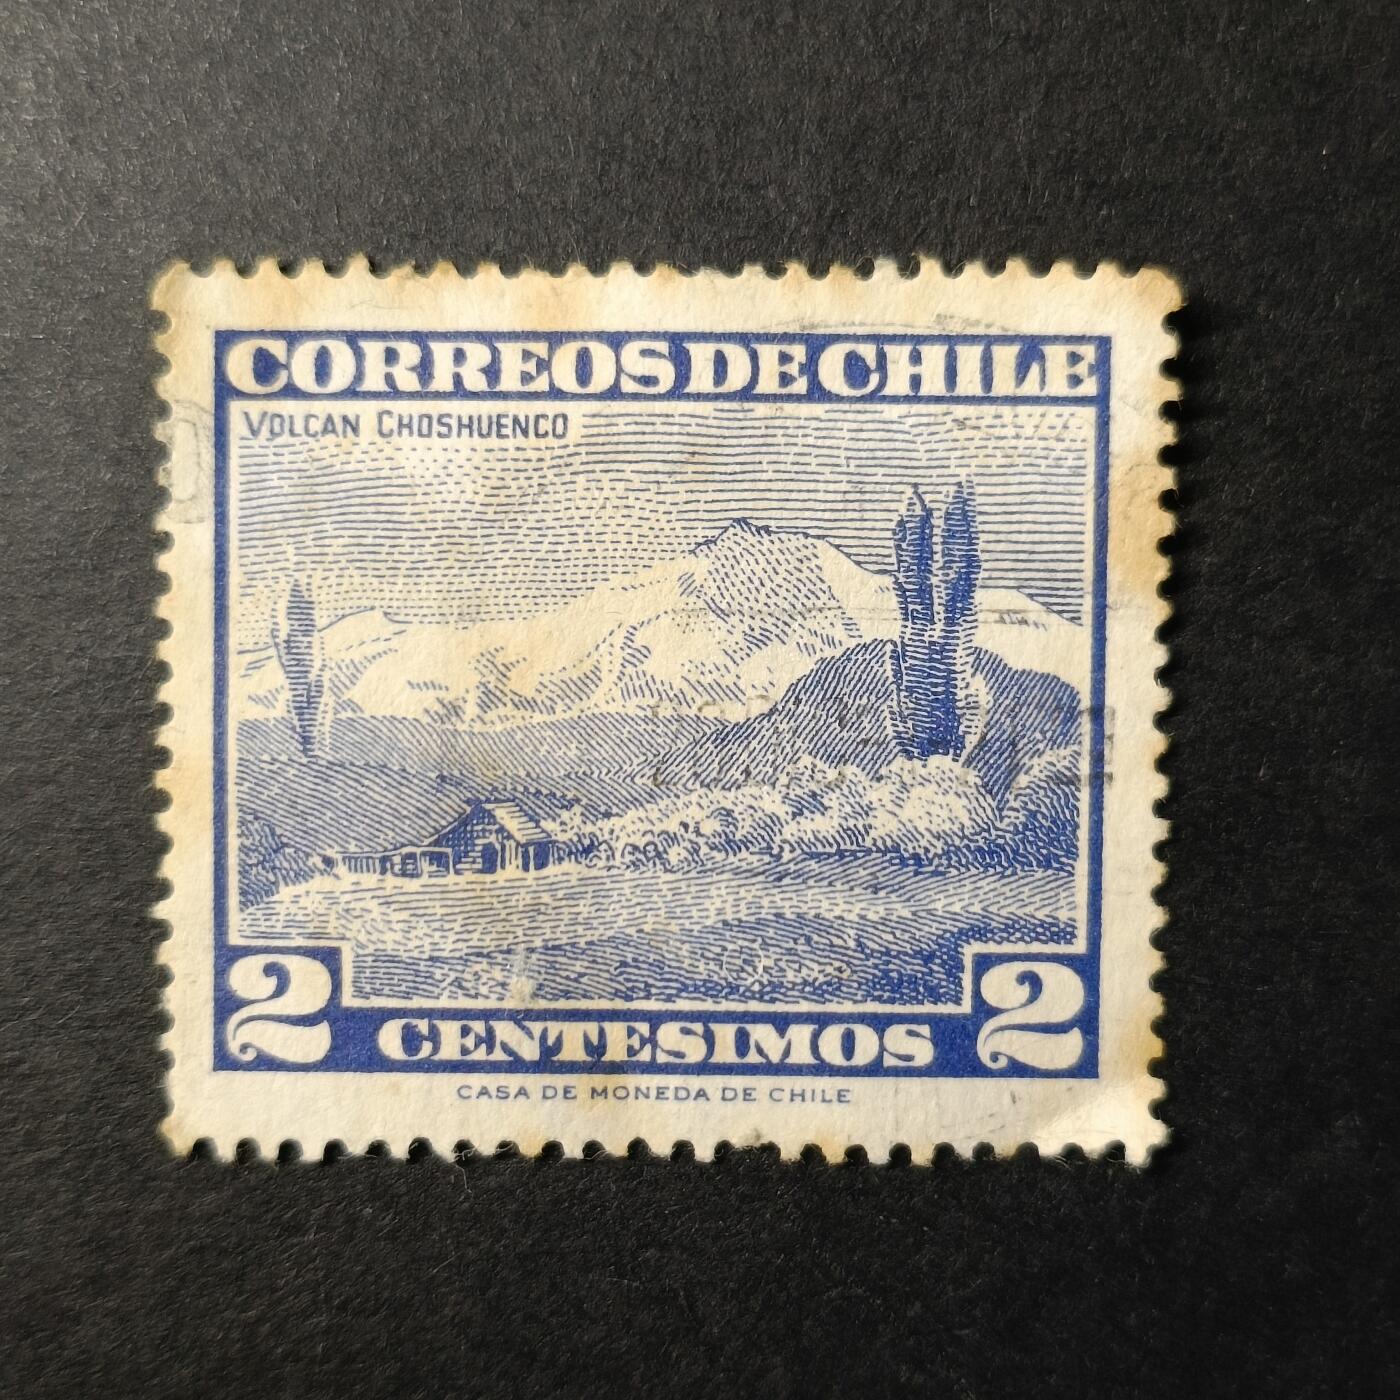 CORREOS DE CHILE
VOLCAN CHOSHUENCO
2 CENTESIMOS 2
CASA DE MONEDA DE CHILE